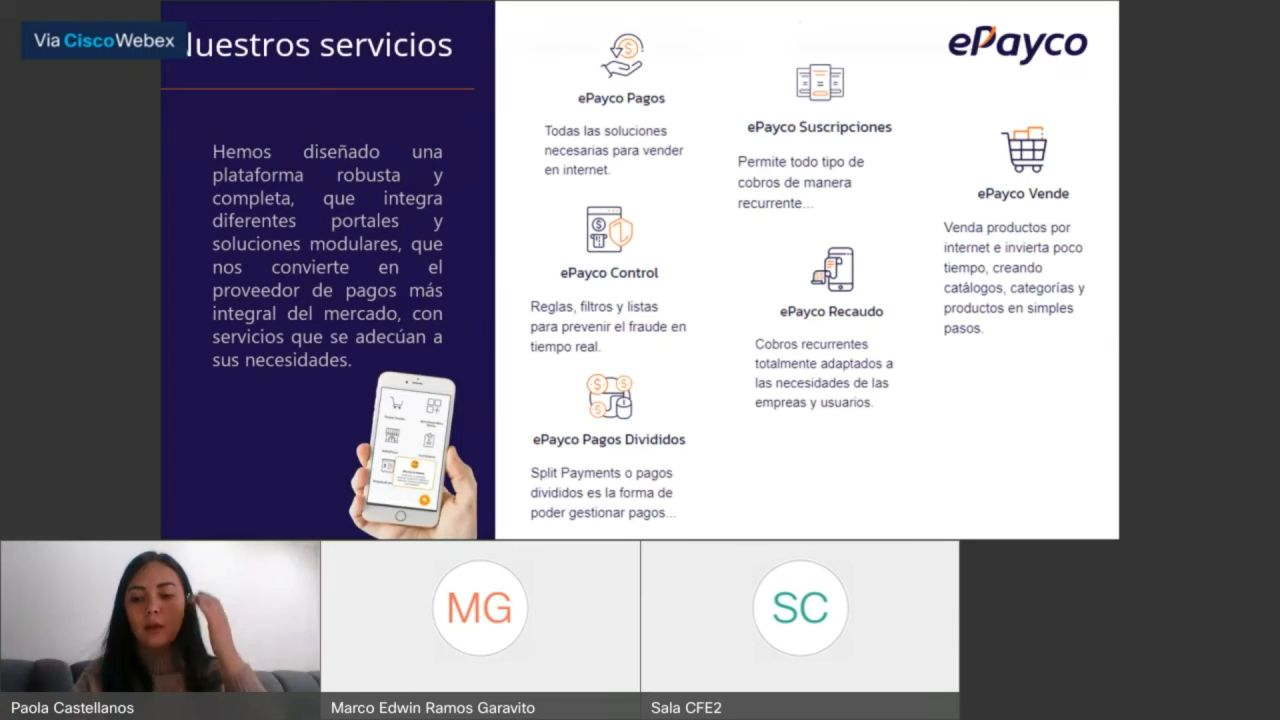 Via Cisco Webex
Nuestros servicios
Hemos diseñado una
plataforma robusta y
completa, que integra
diferentes portales y
soluciones modulares, que
nos convierte en el
proveedor de pagos más
integral del mercado, con
servicios que se adecúan a
sus necesidades.
ePayco
ePayco Pagos
Todas las soluciones
necesarias para vender
en internet.
ePayco Control
Reglas, filtros y listas
para prevenir el fraude en
tiempo real.
ePayco Pagos Divididos
Split Payments o pagos
divididos es la forma de
poder gestionar pagos...
ePayco Suscripciones
Permite todo tipo de
cobros de manera
recurrente...
ePayco Recaudo
Cobros recurrentes
totalmente adaptados a
las necesidades de las
empreas y usuarios.
ePayco Vende
Venda productos por
internet e invierta poco
tiempo, creando
catálogos, categorías y
productos en simples
pasos.
MG
SC
Paola Castellanos
Marco Edwin Ramos Garavito
Sala CFE2